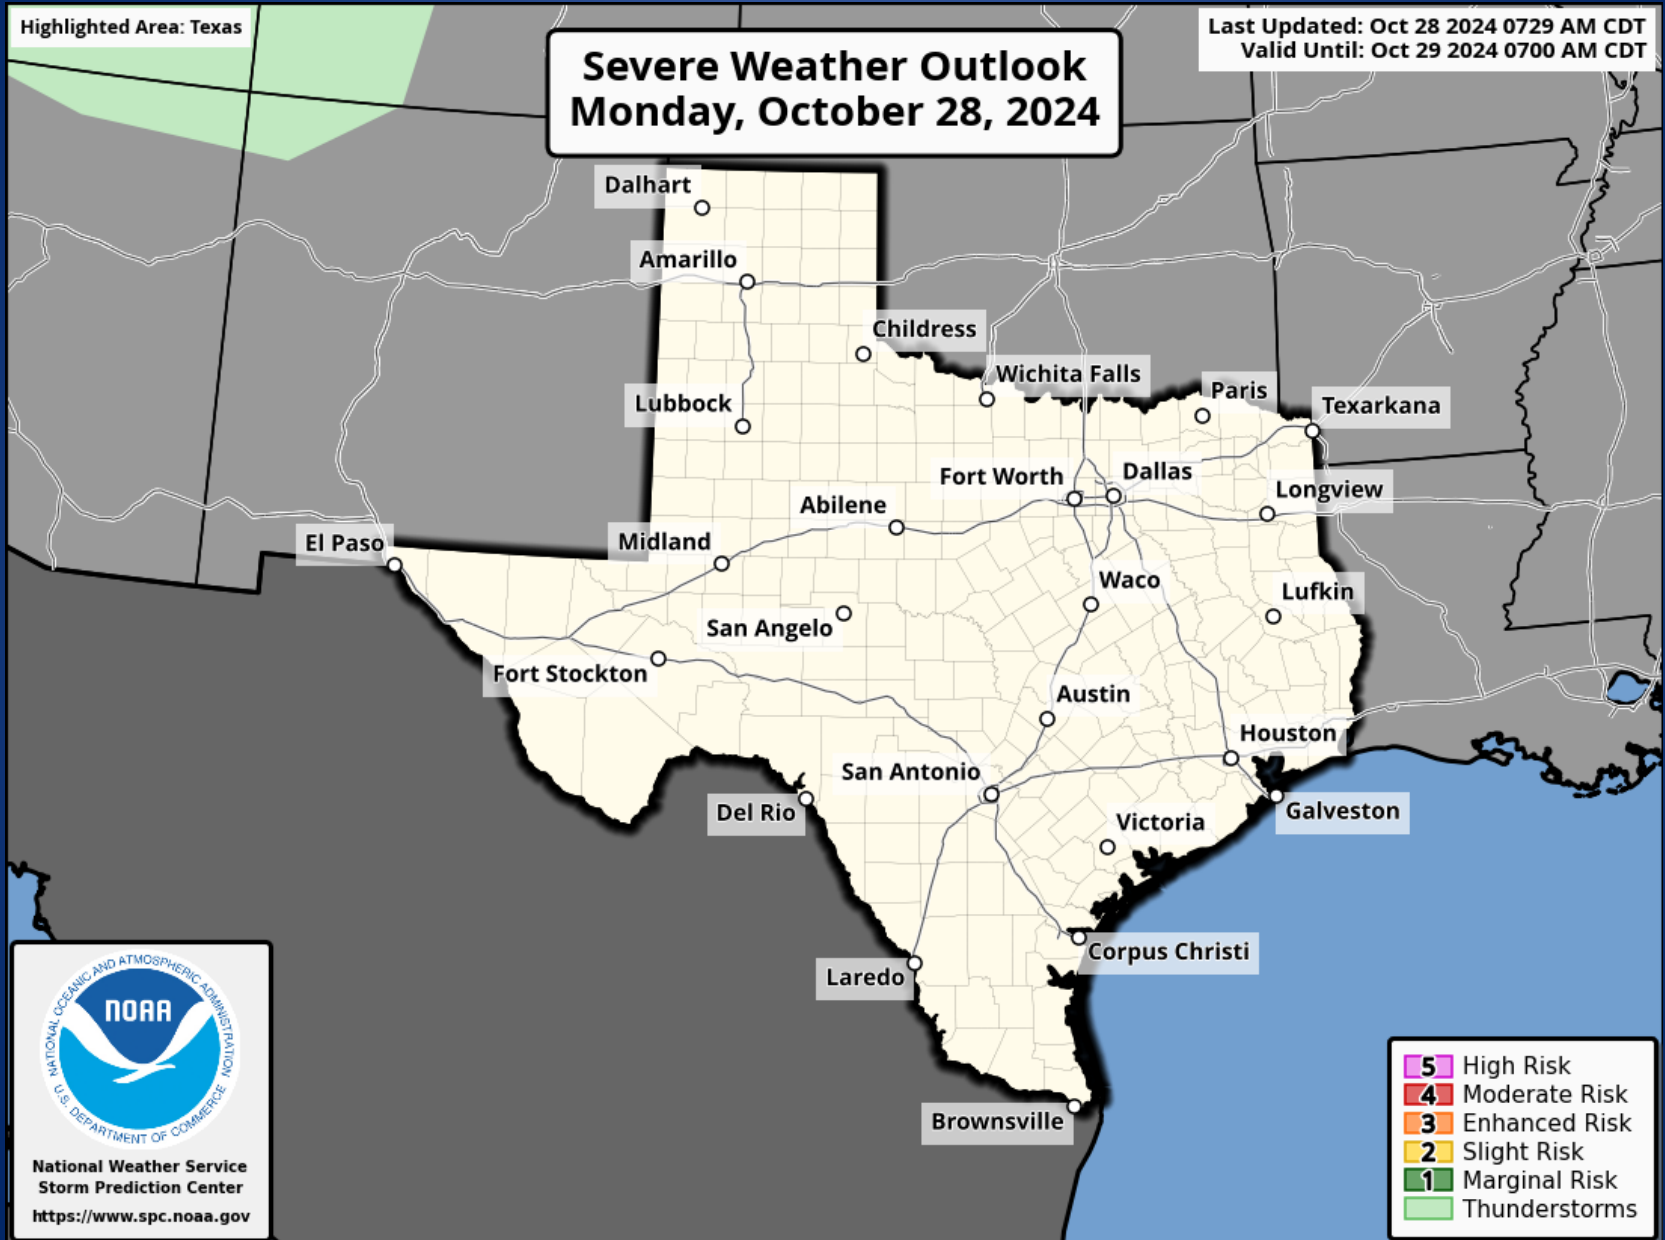 Highlighted Area: Texas
Severe Weather Outlook
Monday, October 28, 2024
Last Updated: Oct 28 2024 0729 AM CDT
Valid Until: Oct 29 2024 0700 AM CDT
Dalhart
Amarillo
Childress
Wichita Falls
Paris
Texarkana
Lubbock
Fort Worth
Dallas
Longview
Abilene
El Paso
Midland
Waco
Lufkin
San Angelo
Fort Stockton
Austin
Houston
San Antonio
Del Rio
Galveston
Victoria
Corpus Christi
Laredo
Brownsville
NATIONAL OCEANIC AND ATMOSPHERIC ADMINISTRATION
NOAA
U.S. DEPARTMENT OF COMMERCE
National Weather Service
Storm Prediction Center
https://www.spc.noaa.gov
5 High Risk
4 Moderate Risk
3 Enhanced Risk
2 Slight Risk
1 Marginal Risk
Thunderstorms